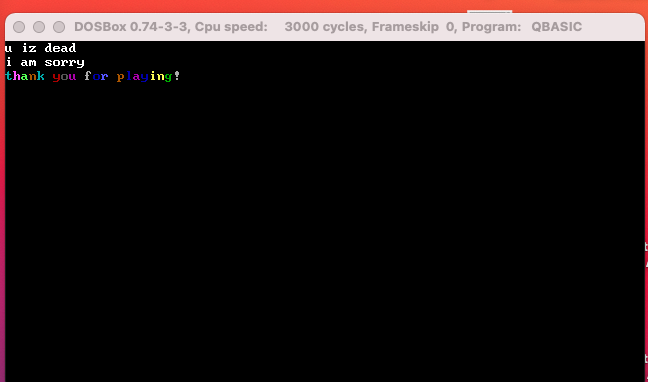 DOSBox 0.74-3-3, Cpu speed: 3000 cycles, Frameskip 0, Program: QBASIC
u iz dead
i am sorry
thank you for playing!